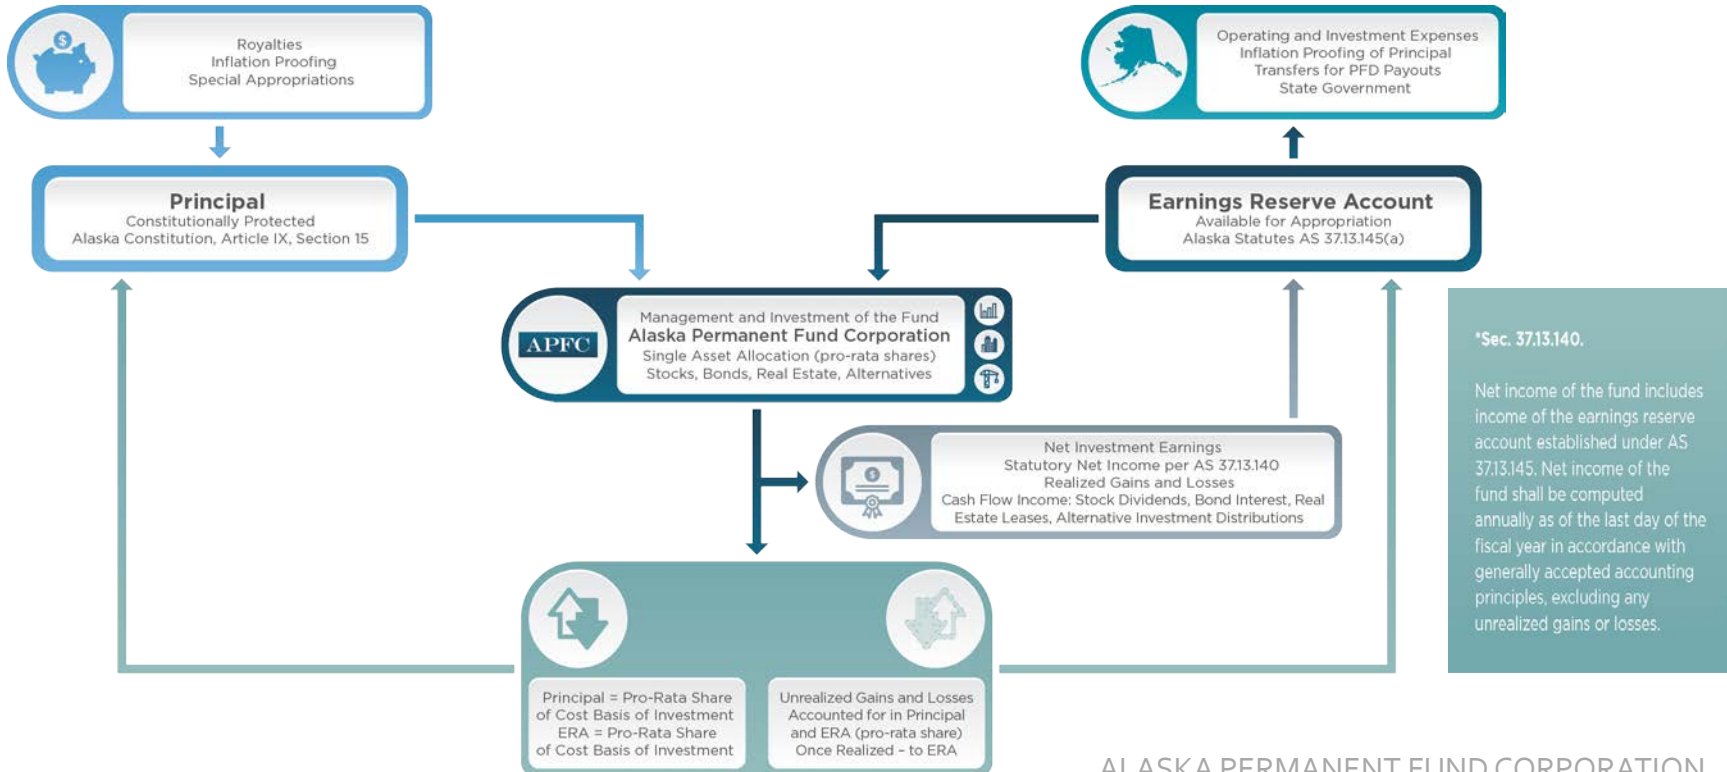 Royalties
Inflation Proofing
Special Appropriations
Operating and Investment Expenses
Inflation Proofing of Principal
Transfers for PFD Payouts
State Government
Principal
Constitutionally Protected
Alaska Constitution, Article IX, Section 15
Earnings Reserve Account
Available for Appropriation
Alaska Statutes AS 37.13.145(a)
APFC
Management and Investment of the Fund
Alaska Permanent Fund Corporation
Single Asset Allocation (pro-rata shares)
Stocks, Bonds, Real Estate, Alternatives
Net Investment Earnings
Statutory Net Income per AS 37.13.140
Realized Gains and Losses
Cash Flow Income: Stock Dividends, Bond Interest, Real
Estate Leases, Alternative Investment Distributions
*Sec. 37.13.140.
Net income of the fund includes
income of the earnings reserve
account established under AS
37.13.145. Net income of the
fund shall be computed
annually as of the last day of the
fiscal year in accordance with
generally accepted accounting
principles, excluding any
unrealized gains or losses.
Principal = Pro-Rata Share
of Cost Basis of Investment
ERA = Pro-Rata Share
of Cost Basis of Investment
Unrealized Gains and Losses
Accounted for in Principal
and ERA (pro-rata share)
Once Realized – to ERA
ALASKA PERMANENT FUND CORPORATION